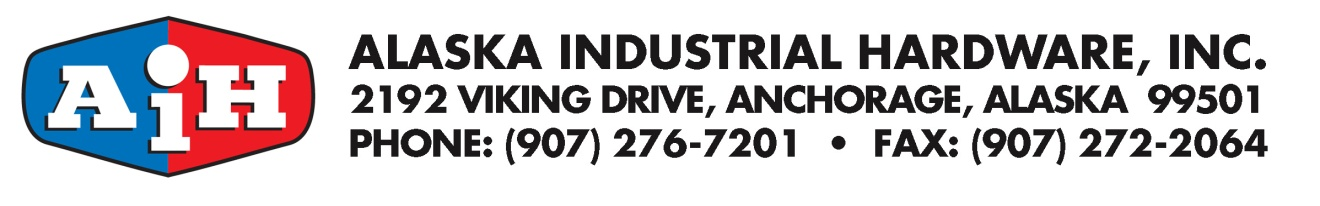 AiH
ALASKA INDUSTRIAL HARDWARE, INC.
2192 VIKING DRIVE, ANCHORAGE, ALASKA 99501
PHONE: (907) 276-7201 • FAX: (907) 272-2064